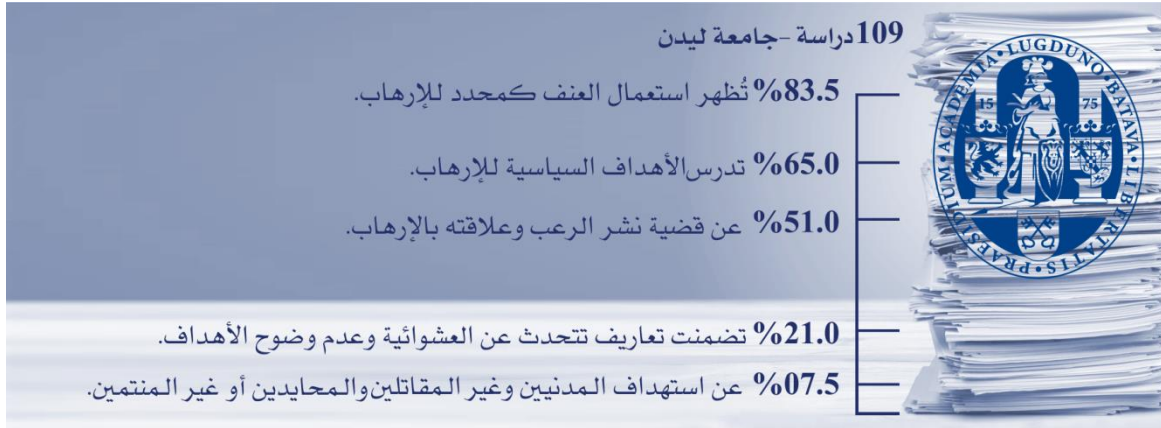 109 دراسة - جامعة ليدن
%83.5 تُظهر استعمال العنف كمحدد للإرهاب.
%65.0 تدرس الأهداف السياسية للإرهاب.
%51.0 عن قضية نشر الرعب وعلاقته بالإرهاب.
%21.0 تضمنت تعاريف تتحدث عن العشوائية وعدم وضوح الأهداف.
%07.5 عن استهداف المدنيين وغير المقاتلين والمحايدين أو غير المنتمين.
ACADEMIA · LUGDUNO · BATAVA · LIBERTATIS · PRAESIDIUM ·
15 75